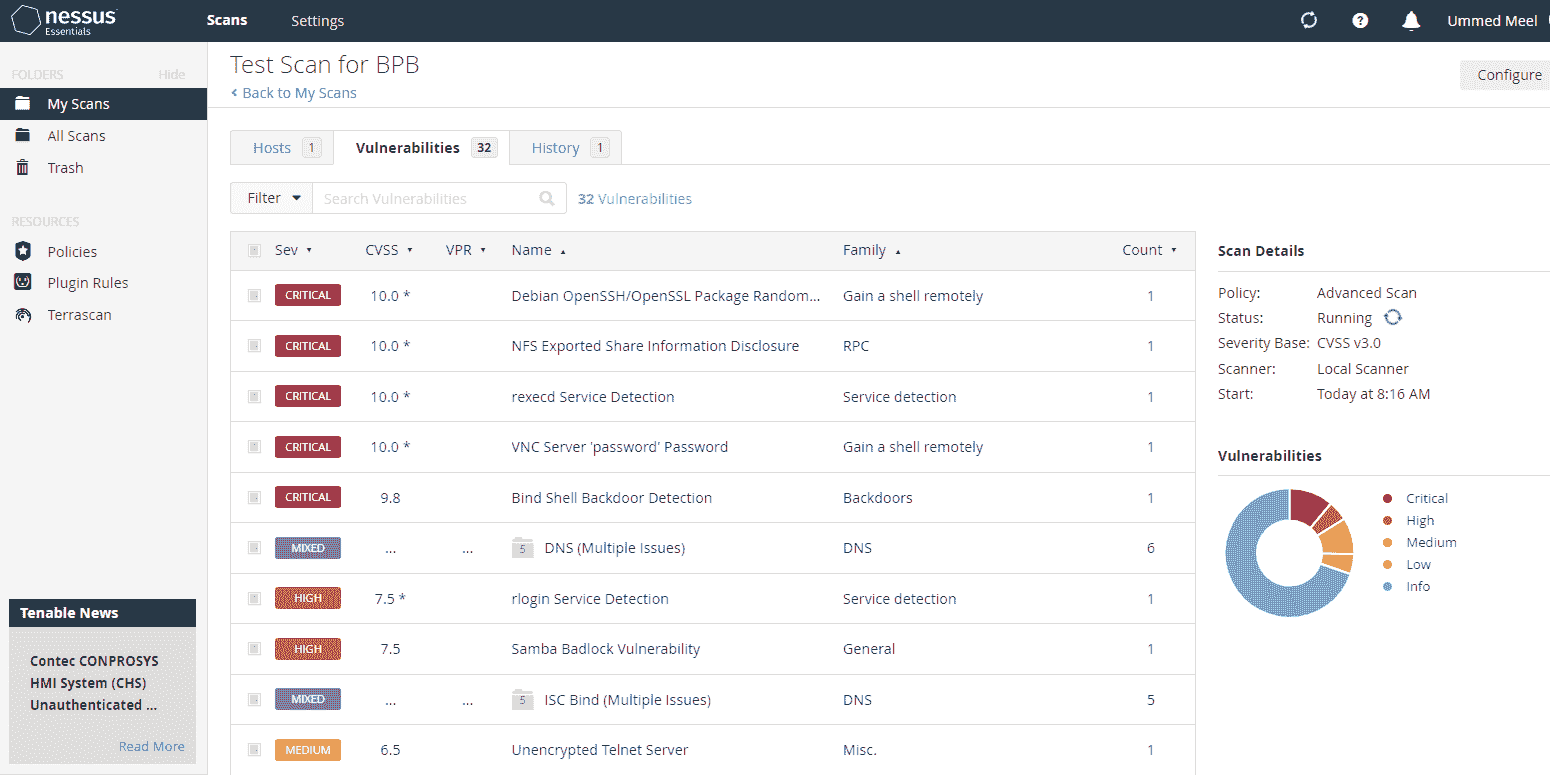 nessus
Essentials
Scans Settings
Ummed Meel
FOLDERS Hide
My Scans
All Scans
Trash
RESOURCES
Policies
Plugin Rules
Terrascan
Tenable News
Contec CONPROSYS
HMI System (CHS)
Unauthenticated ...
Read More
Test Scan for BPB
Back to My Scans
Configure
Hosts 1 Vulnerabilities 32 History 1
Filter Search Vulnerabilities 32 Vulnerabilities
Sev CVSS VPR Name Family Count
CRITICAL 10.0 * Debian OpenSSH/OpenSSL Package Random... Gain a shell remotely 1
CRITICAL 10.0 * NFS Exported Share Information Disclosure RPC 1
CRITICAL 10.0 * rexecd Service Detection Service detection 1
CRITICAL 10.0 * VNC Server 'password' Password Gain a shell remotely 1
CRITICAL 9.8 Bind Shell Backdoor Detection Backdoors 1
MIXED ... ... 5 DNS (Multiple Issues) DNS 6
HIGH 7.5 * rlogin Service Detection Service detection 1
HIGH 7.5 Samba Badlock Vulnerability General 1
MIXED ... ... 5 ISC Bind (Multiple Issues) DNS 5
MEDIUM 6.5 Unencrypted Telnet Server Misc. 1
Scan Details
Policy: Advanced Scan
Status: Running
Severity Base: CVSS v3.0
Scanner: Local Scanner
Start: Today at 8:16 AM
Vulnerabilities
Critical
High
Medium
Low
Info